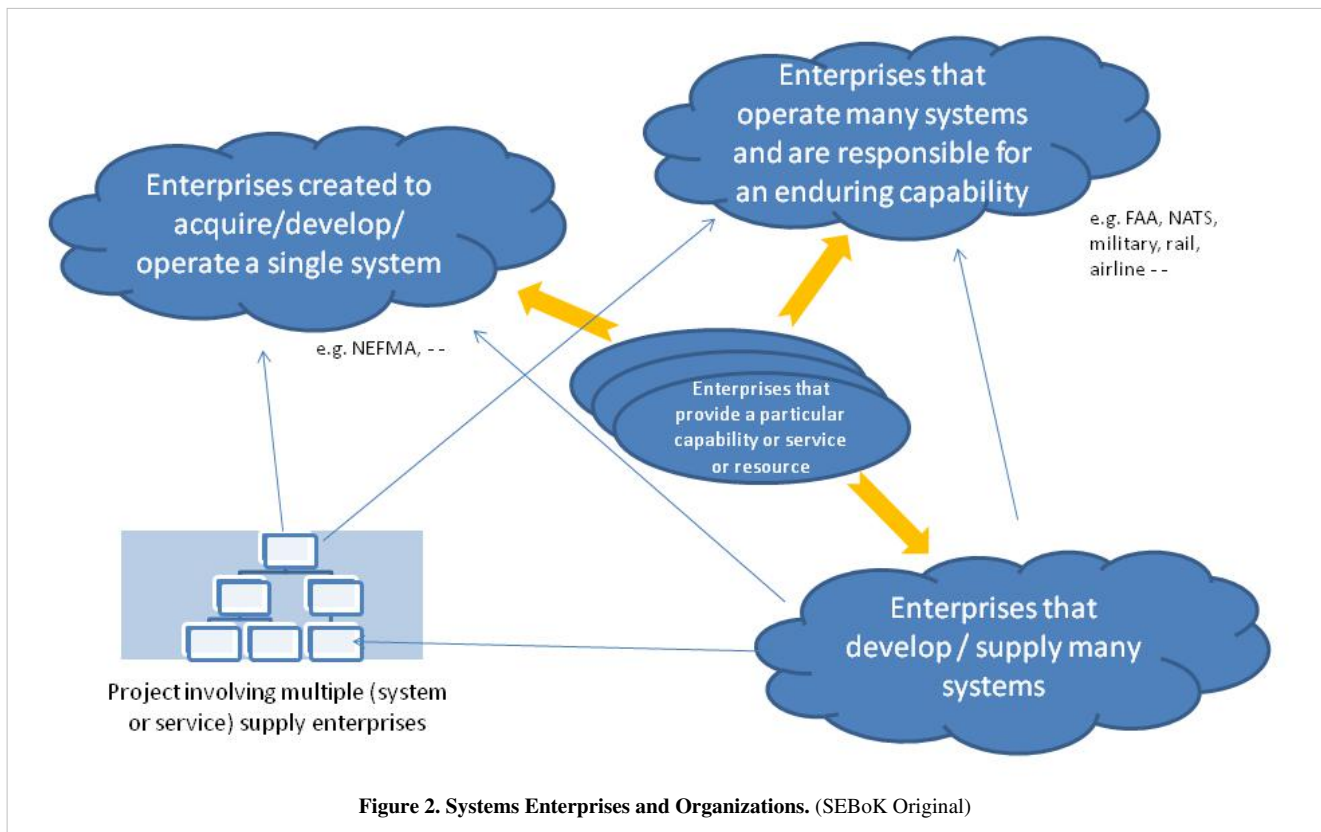 Enterprises that
operate many systems
and are responsible for
an enduring capability
Enterprises created to
acquire/develop/
operate a single system
e.g. FAA, NATS,
military, rail,
airline - -
e.g. NEFMA, - -
Enterprises that
provide a particular
capability or service
or resource
Enterprises that
develop / supply many
systems
Project involving multiple (system
or service) supply enterprises
Figure 2. Systems Enterprises and Organizations. (SEBoK Original)